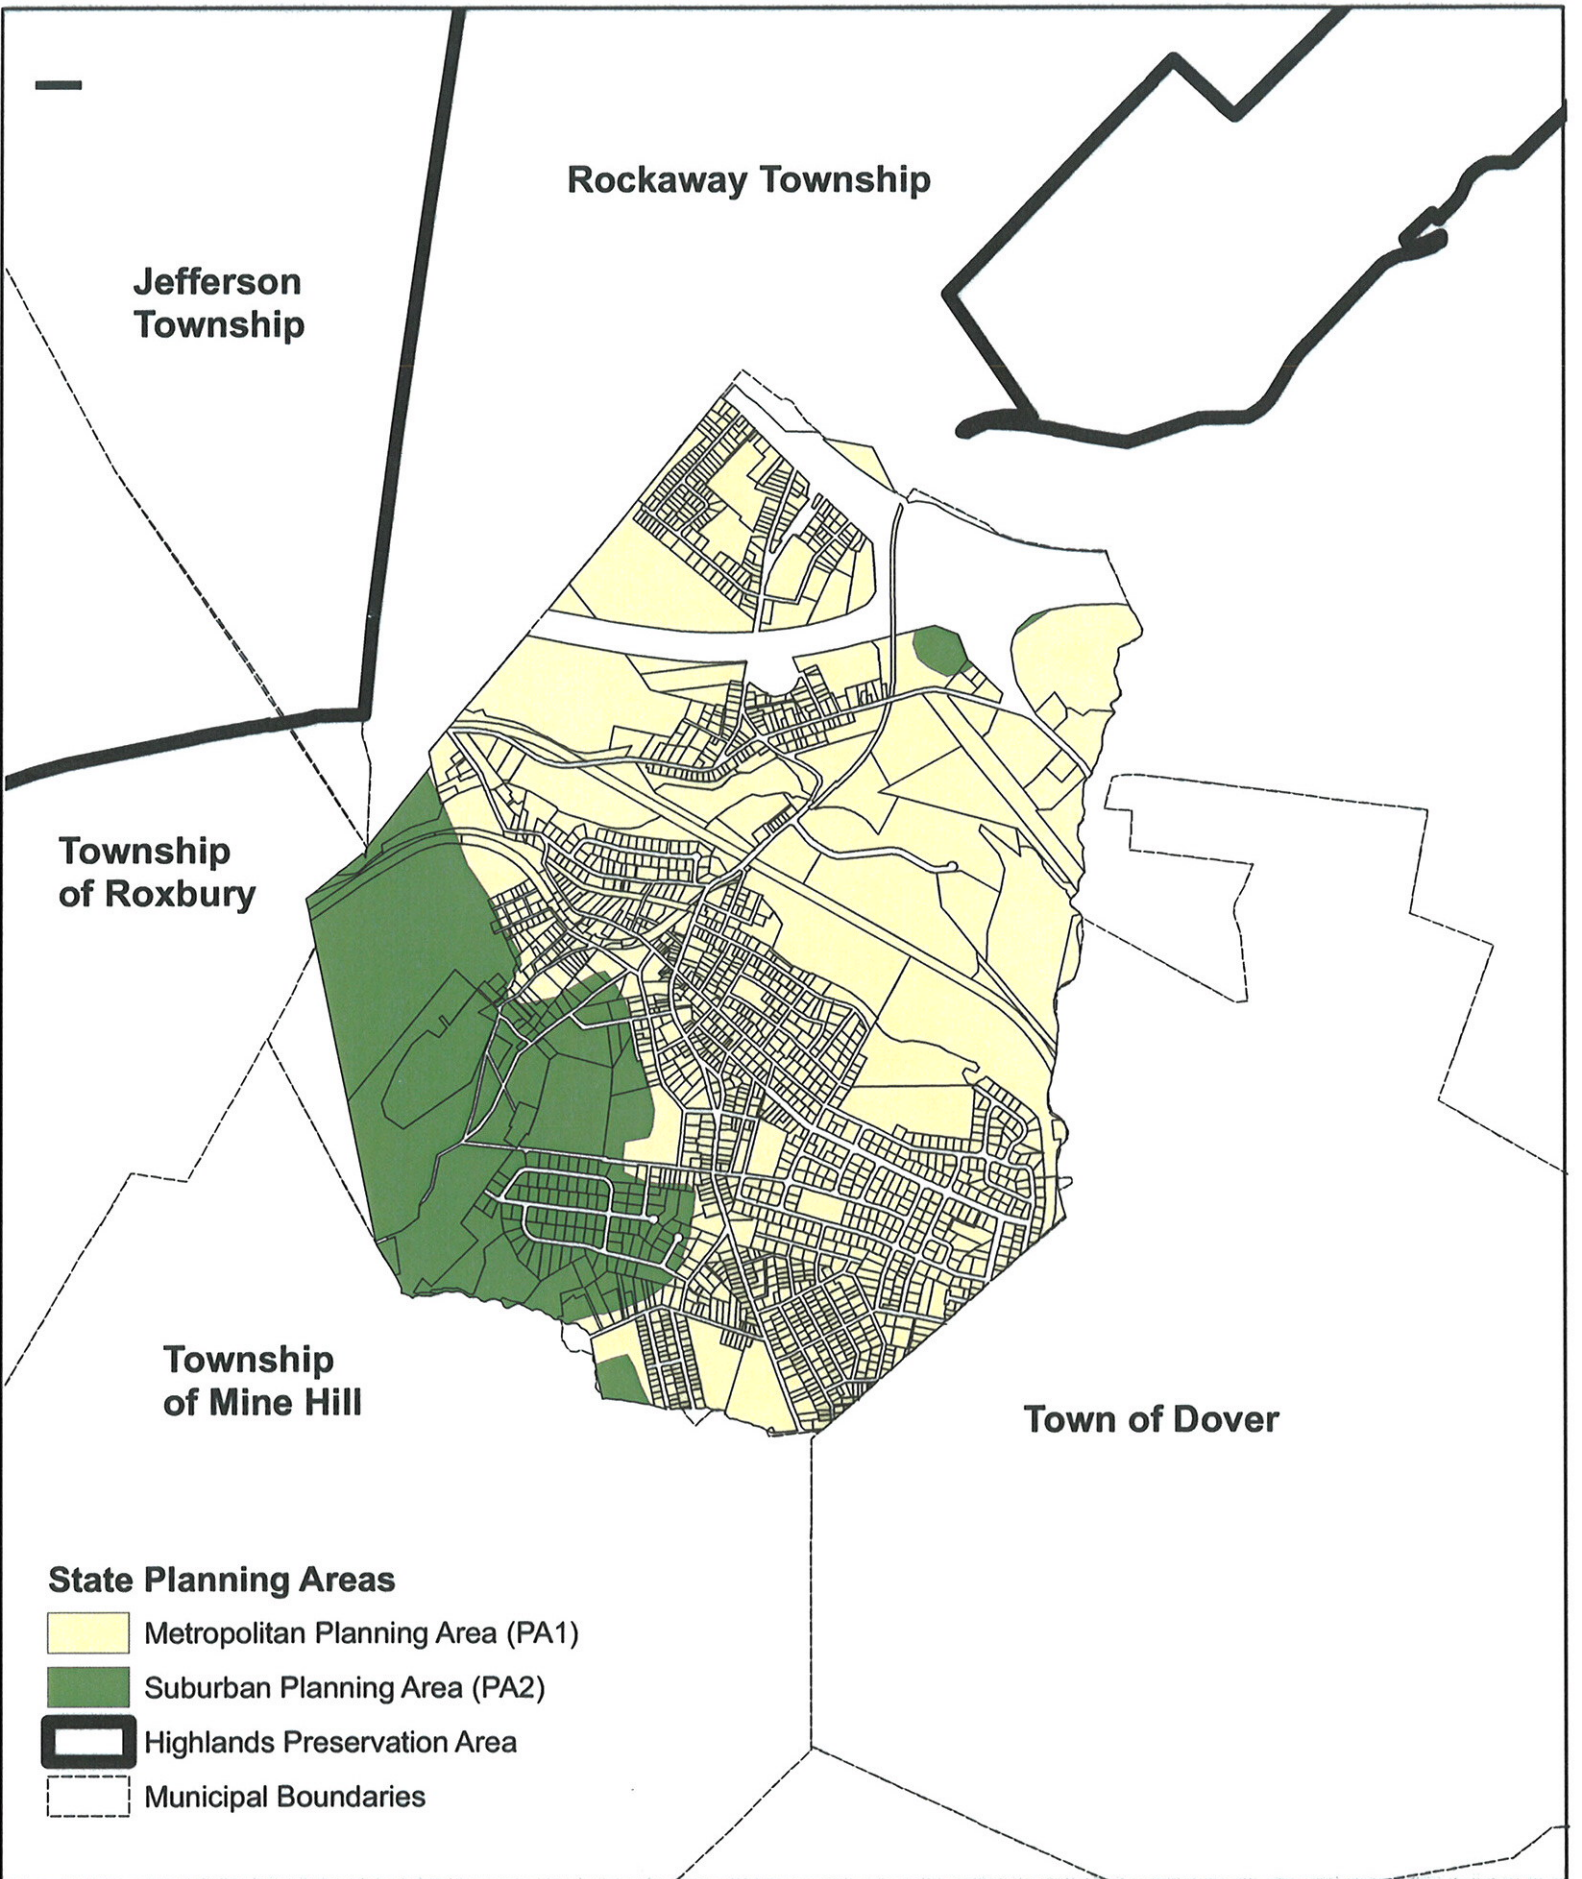 Rockaway Township
Jefferson
Township
Township
of Roxbury
Township
of Mine Hill
Town of Dover
State Planning Areas
Metropolitan Planning Area (PA1)
Suburban Planning Area (PA2)
Highlands Preservation Area
Municipal Boundaries